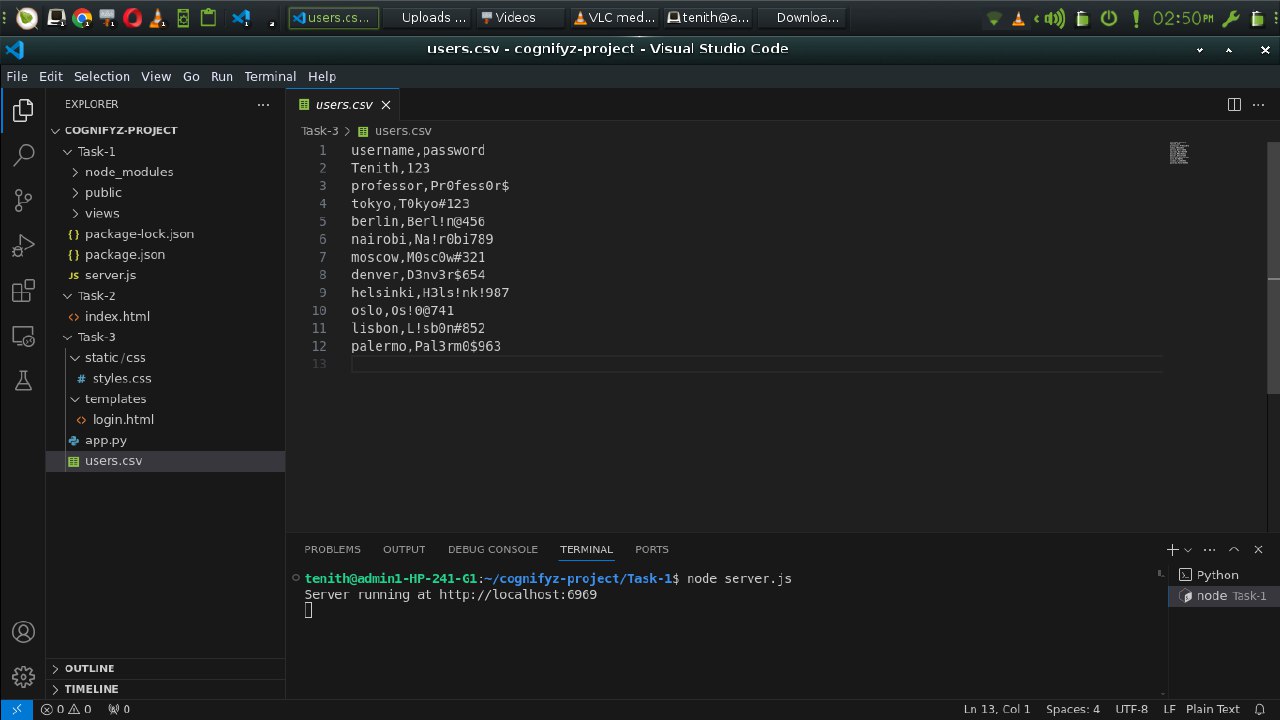 users.cs...
Uploads ...
Videos
VLC med...
tenith@a...
Downloa...
02:50PM
users.csv - cognifyz-project - Visual Studio Code
File Edit Selection View Go Run Terminal Help
EXPLORER
COGNIFYZ-PROJECT
Task-1
node_modules
public
views
{} package-lock.json
{} package.json
JS server.js
Task-2
<> index.html
Task-3
static/css
# styles.css
templates
<> login.html
app.py
users.csv
OUTLINE
TIMELINE
users.csv
Task-3 > users.csv
1 username,password
2 Tenith,123
3 professor,Pr0fess0r$
4 tokyo,T0kyo#123
5 berlin,Berl!n@456
6 nairobi,Na!r0bi789
7 moscow,M0sc0w#321
8 denver,D3nv3r$654
9 helsinki,H3ls!nk!987
10 oslo,Os!0@741
11 lisbon,L!sb0n#852
12 palermo,Pal3rm0$963
13
PROBLEMS OUTPUT DEBUG CONSOLE TERMINAL PORTS
tenith@admin1-HP-241-G1:~/cognifyz-project/Task-1$ node server.js
Server running at http://localhost:6969
Python
node Task-1
0 0 0
Ln 13, Col 1 Spaces: 4 UTF-8 LF Plain Text